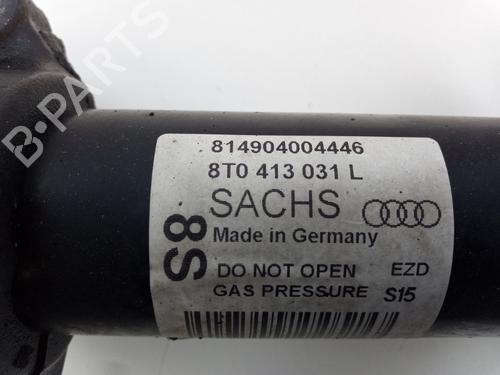 B-PARTS
814904004446
8T0 413 031 L
SACHS
Made in Germany
S8
DO NOT OPEN EZD
GAS PRESSURE S15